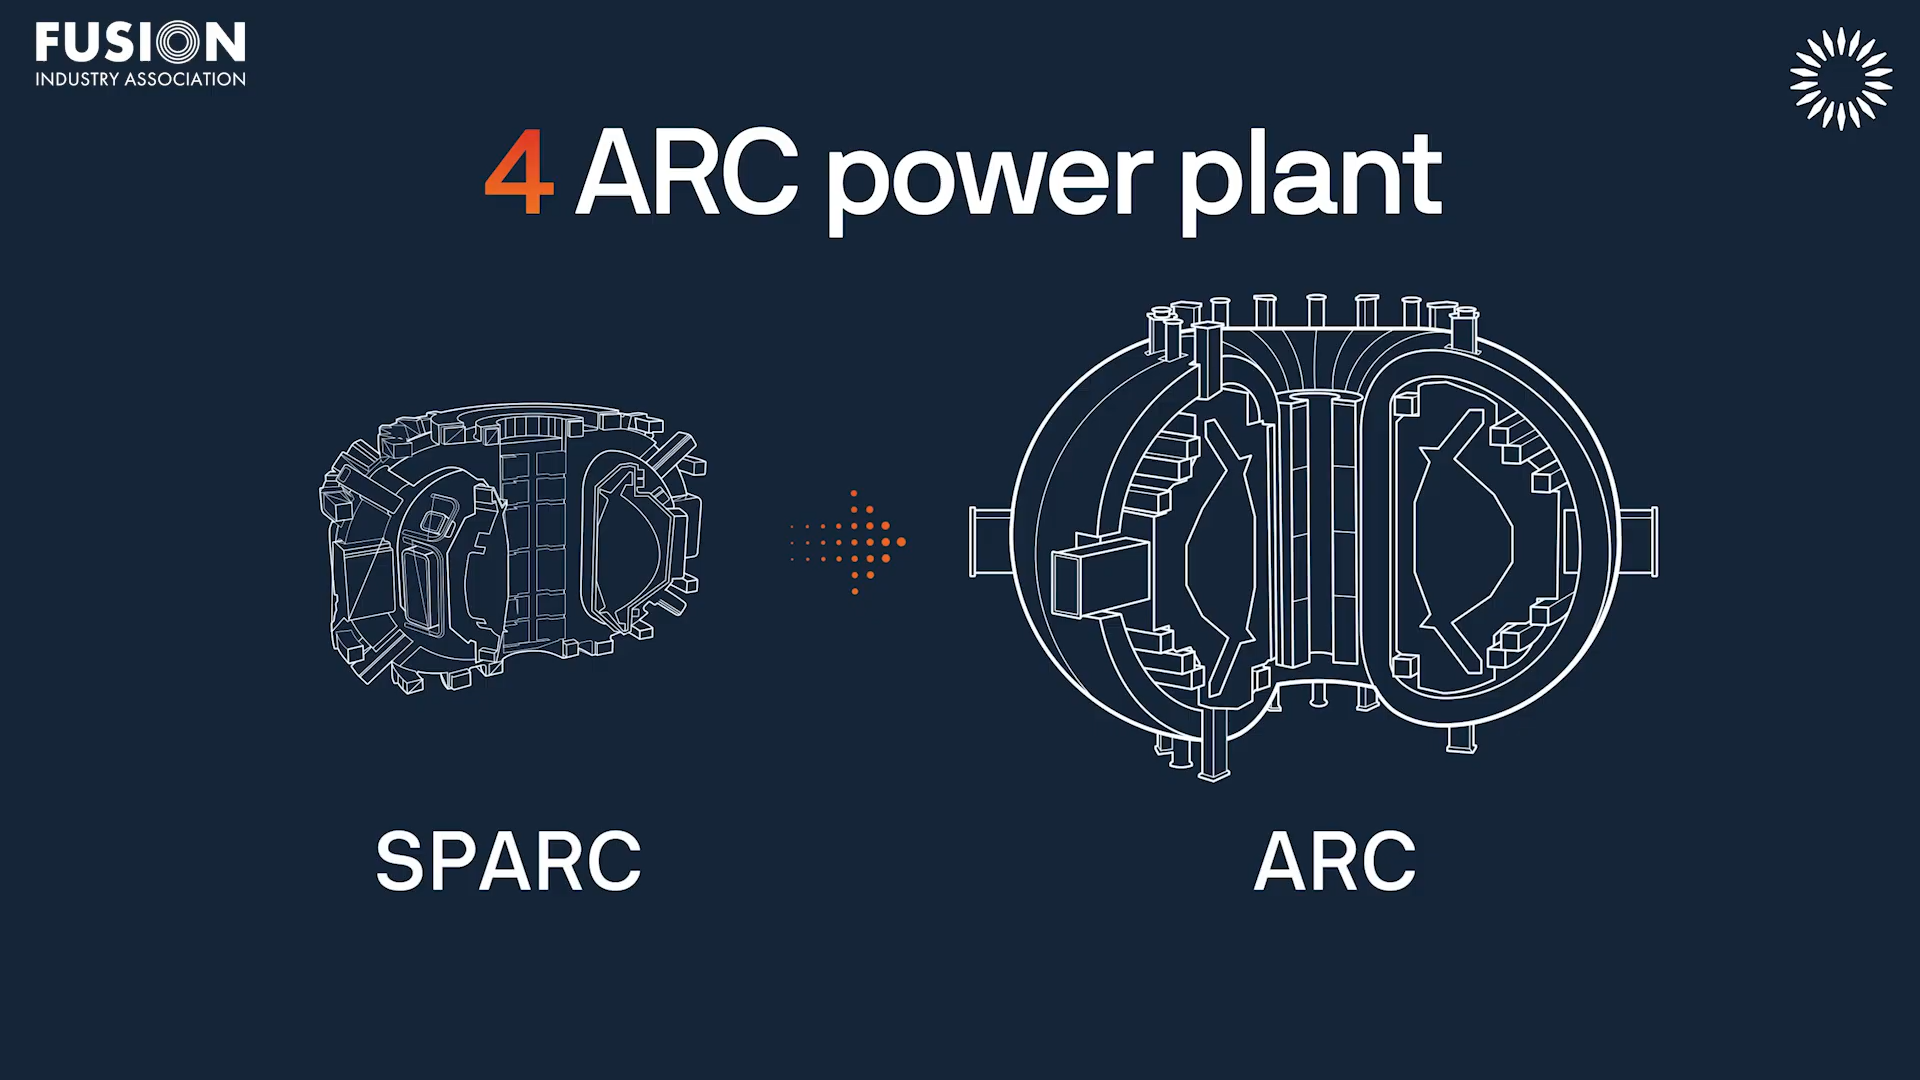 FUSION
INDUSTRY ASSOCIATION
4 ARC power plant
SPARC
ARC